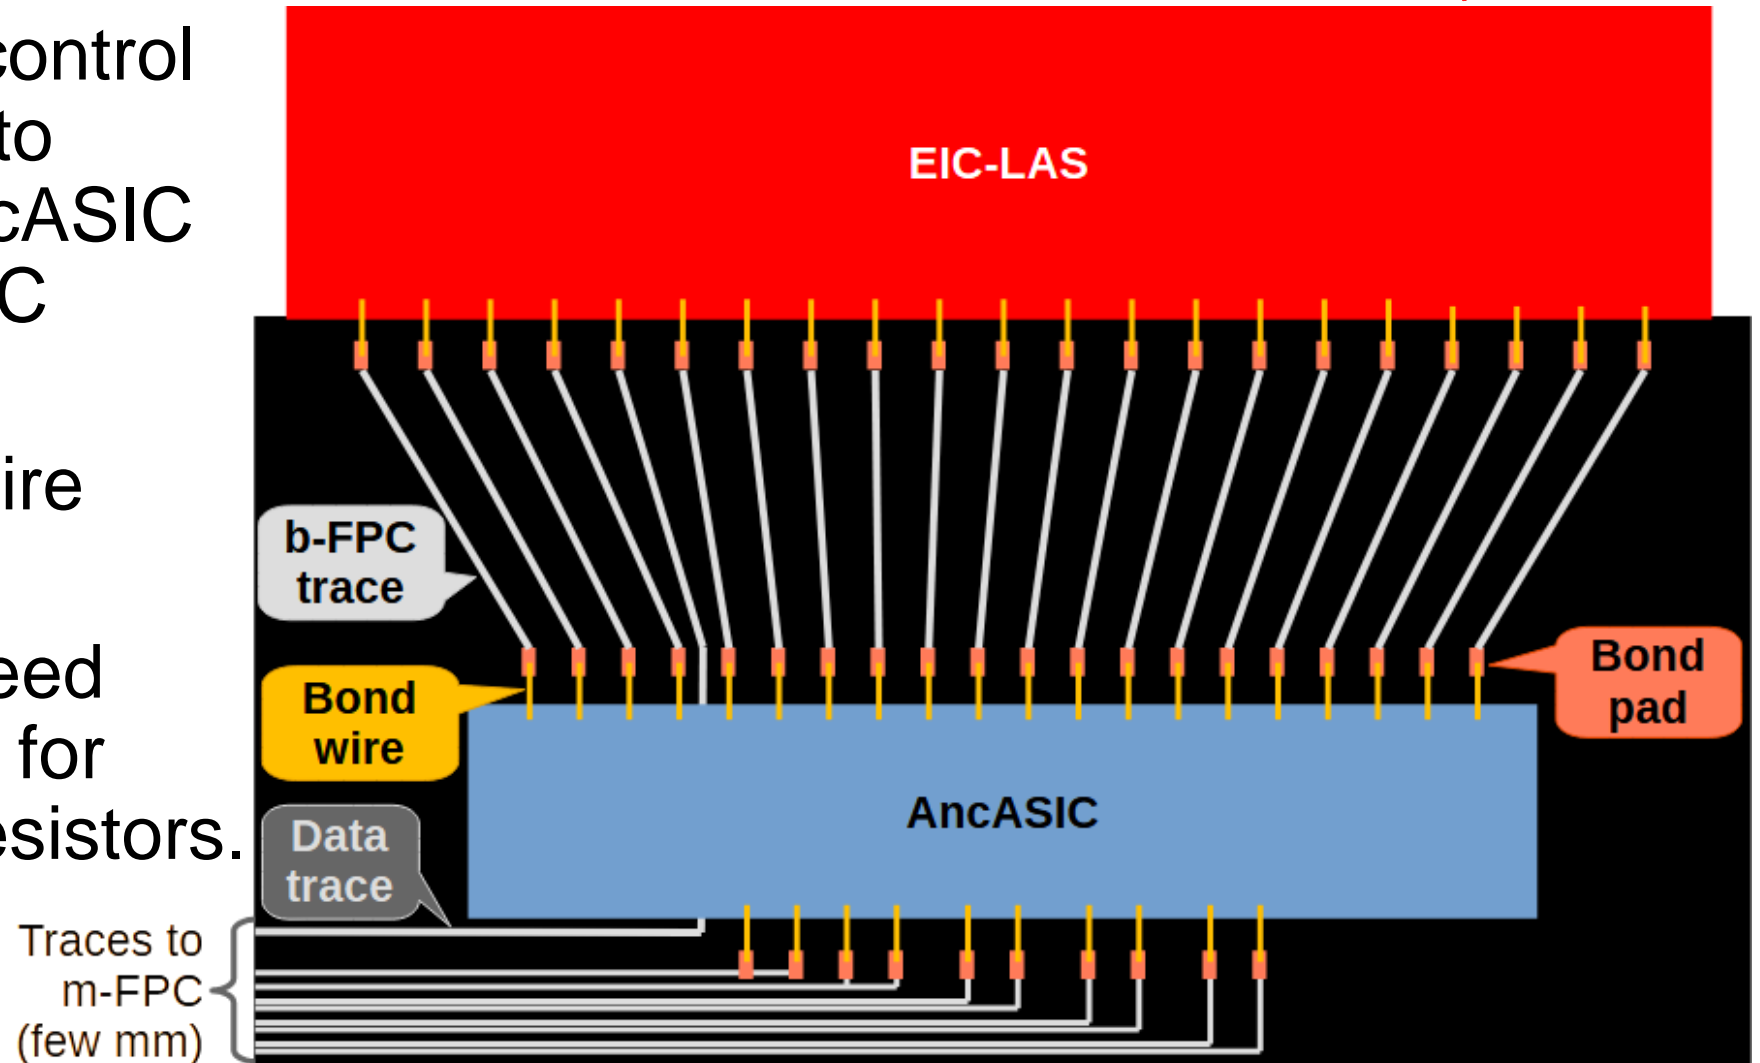 control
to
cASIC
C
ire
eed
for
esistors.
EIC-LAS
b-FPC
trace
Bond
wire
Bond
pad
AncASIC
Data
trace
Traces to
m-FPC
(few mm)